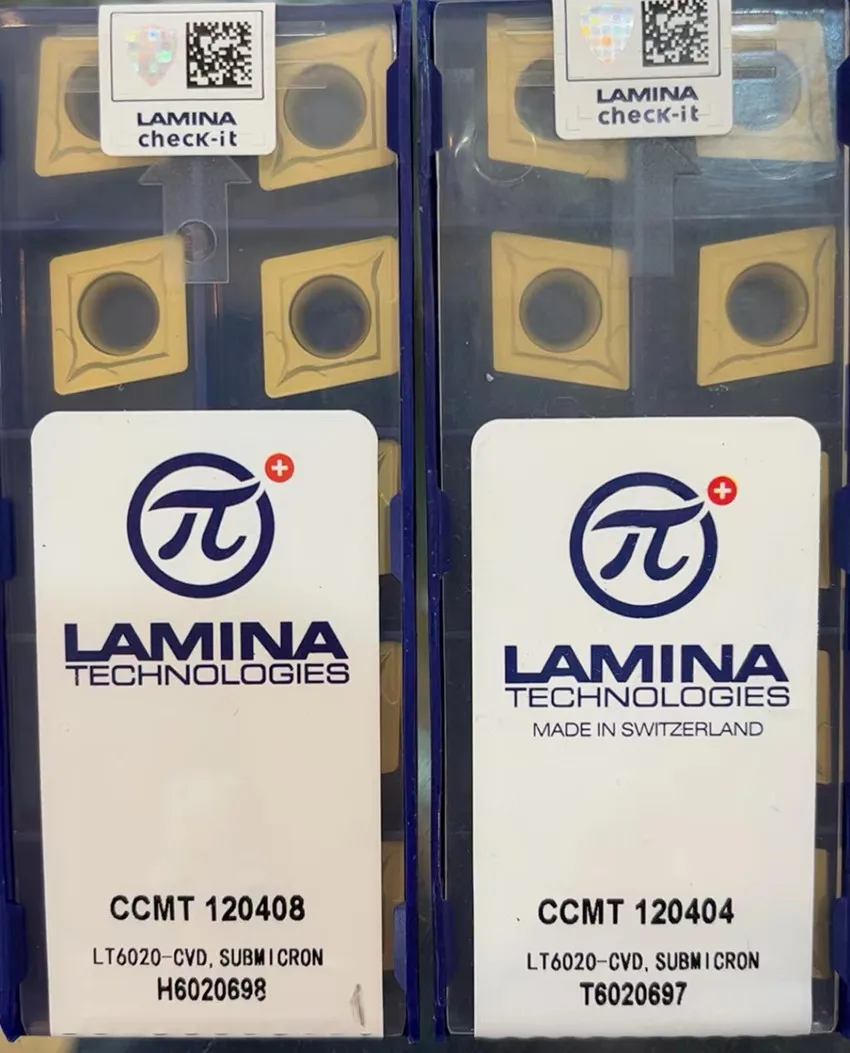 LAMINA
checK-it
π
LAMINA
TECHNOLOGIES
CCMT 120408
LT6020-CVD, SUBMICRON
H6020698
LAMINA
checK-it
π
LAMINA
TECHNOLOGIES
MADE IN SWITZERLAND
CCMT 120404
LT6020-CVD, SUBMICRON
T6020697